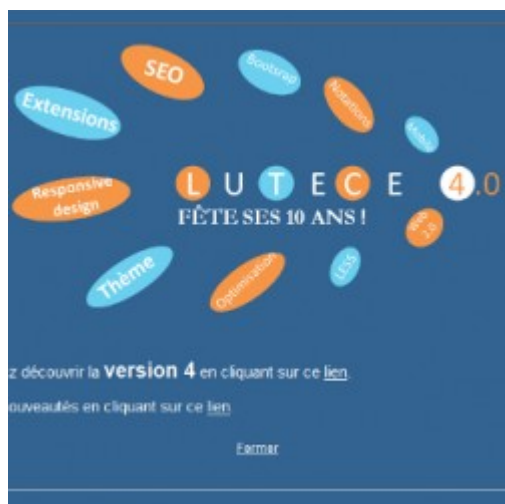 SEO
Bootsrap
Notations
Mobile
Extensions
Responsive
design
LUTECE 4.0
FÊTE SES 10 ANS !
Web
2.0
Thème
Optimisation
LESS
z découvrir la version 4 en cliquant sur ce lien.
ouveautés en cliquant sur ce lien
Fermer